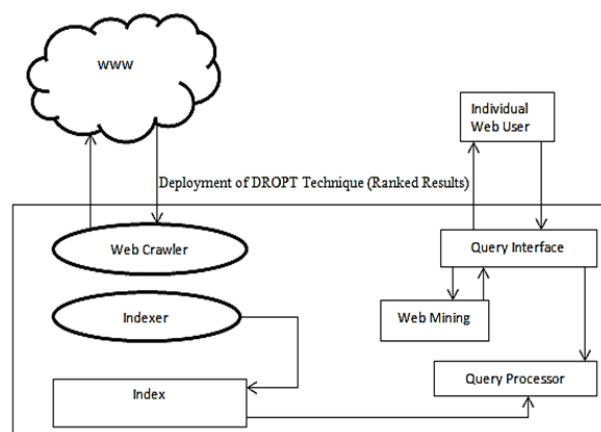 www
Individual
Web User
Deployment of DROPT Technique (Ranked Results)
Web Crawler
Query Interface
Indexer
Web Mining
Index
Query Processor